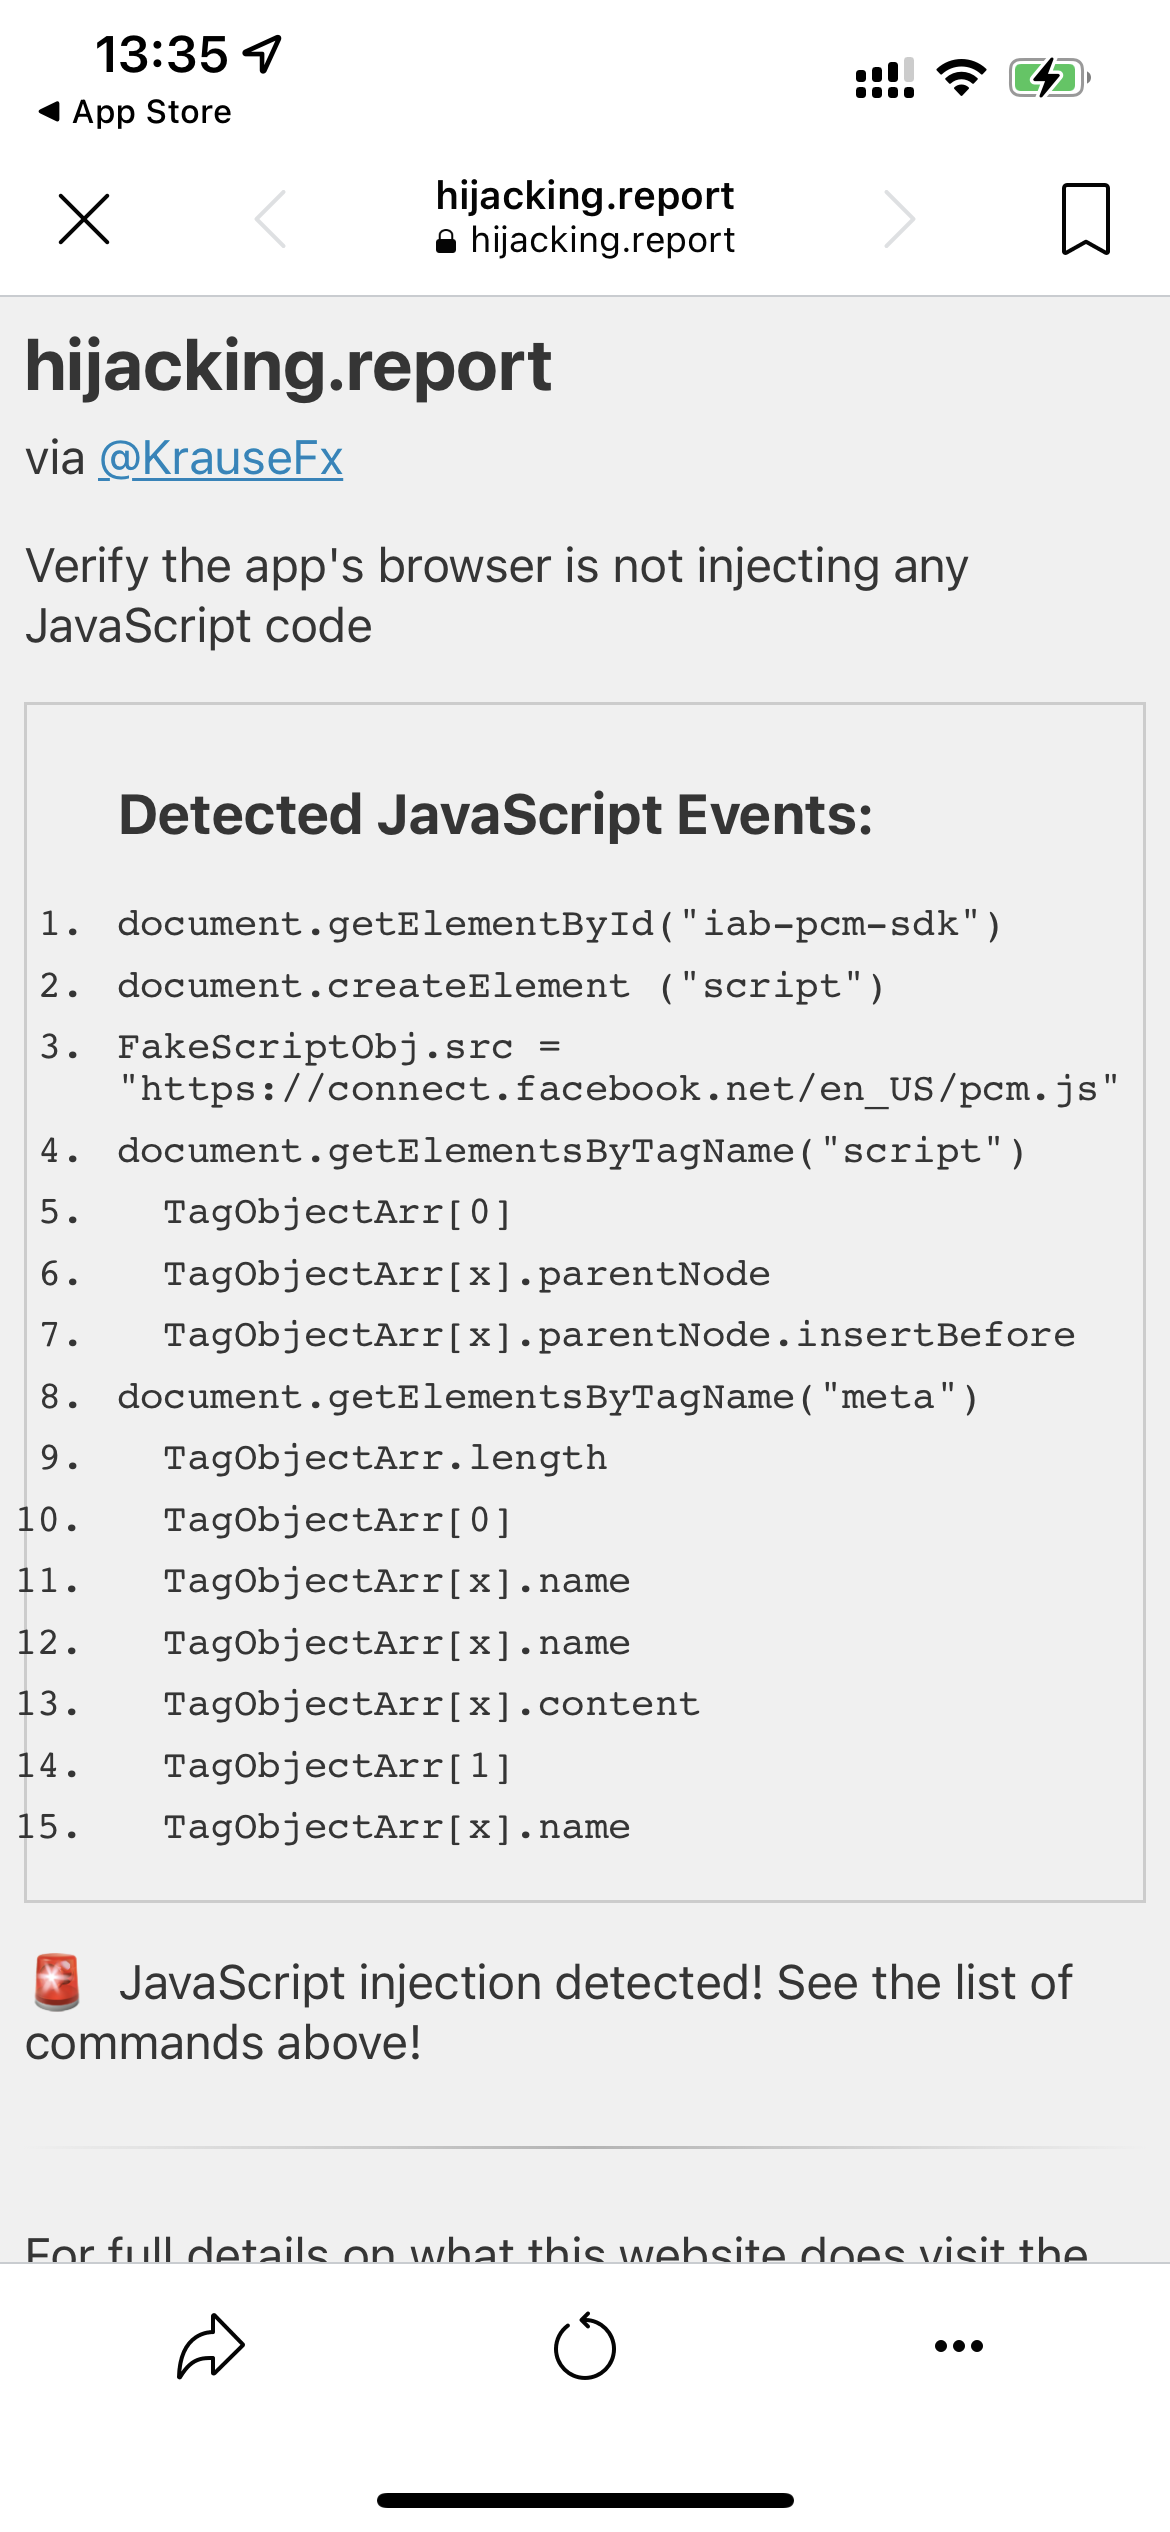 13:35
◀ App Store
hijacking.report
hijacking.report
hijacking.report
via @KrauseFx
Verify the app's browser is not injecting any
JavaScript code
Detected JavaScript Events:
1. document.getElementById("iab-pcm-sdk")
2. document.createElement ("script")
3. FakeScriptObj.src =
"https://connect.facebook.net/en_US/pcm.js"
4. document.getElementsByTagName("script")
5. TagObjectArr[0]
6. TagObjectArr[x].parentNode
7. TagObjectArr[x].parentNode.insertBefore
8. document.getElementsByTagName("meta")
9. TagObjectArr.length
10. TagObjectArr[0]
11. TagObjectArr[x].name
12. TagObjectArr[x].name
13. TagObjectArr[x].content
14. TagObjectArr[1]
15. TagObjectArr[x].name
🚨 JavaScript injection detected! See the list of
commands above!
For full details on what this website does visit the